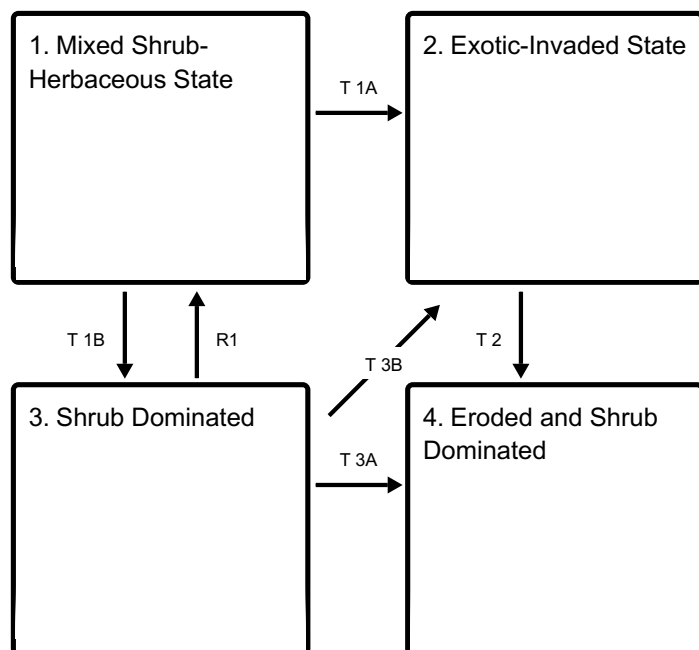 1. Mixed Shrub-
Herbaceous State
T 1A
2. Exotic-Invaded State
T 1B
R1
T 3B
T 2
3. Shrub Dominated
T 3A
4. Eroded and Shrub
Dominated